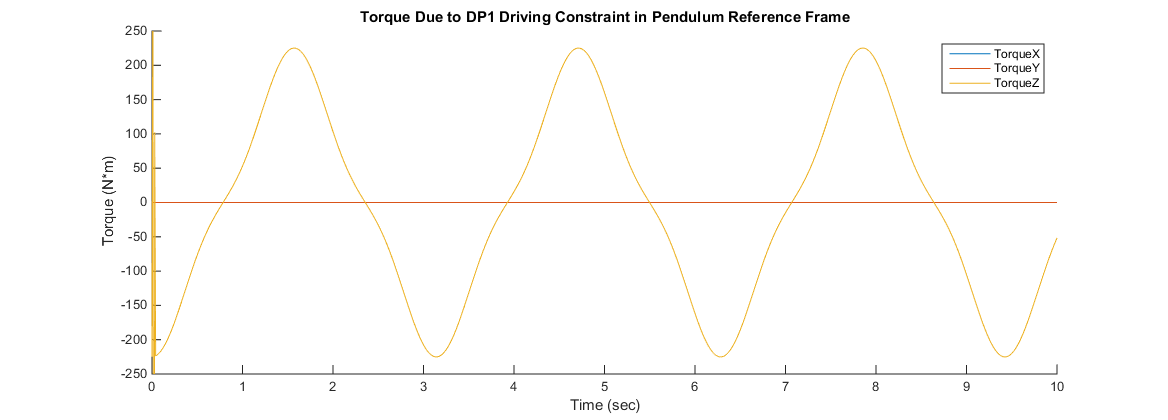 Torque Due to DP1 Driving Constraint in Pendulum Reference Frame
TorqueX
TorqueY
TorqueZ
Torque (N*m)
250
200
150
100
50
0
-50
-100
-150
-200
-250
0 1 2 3 4 5 6 7 8 9 10
Time (sec)